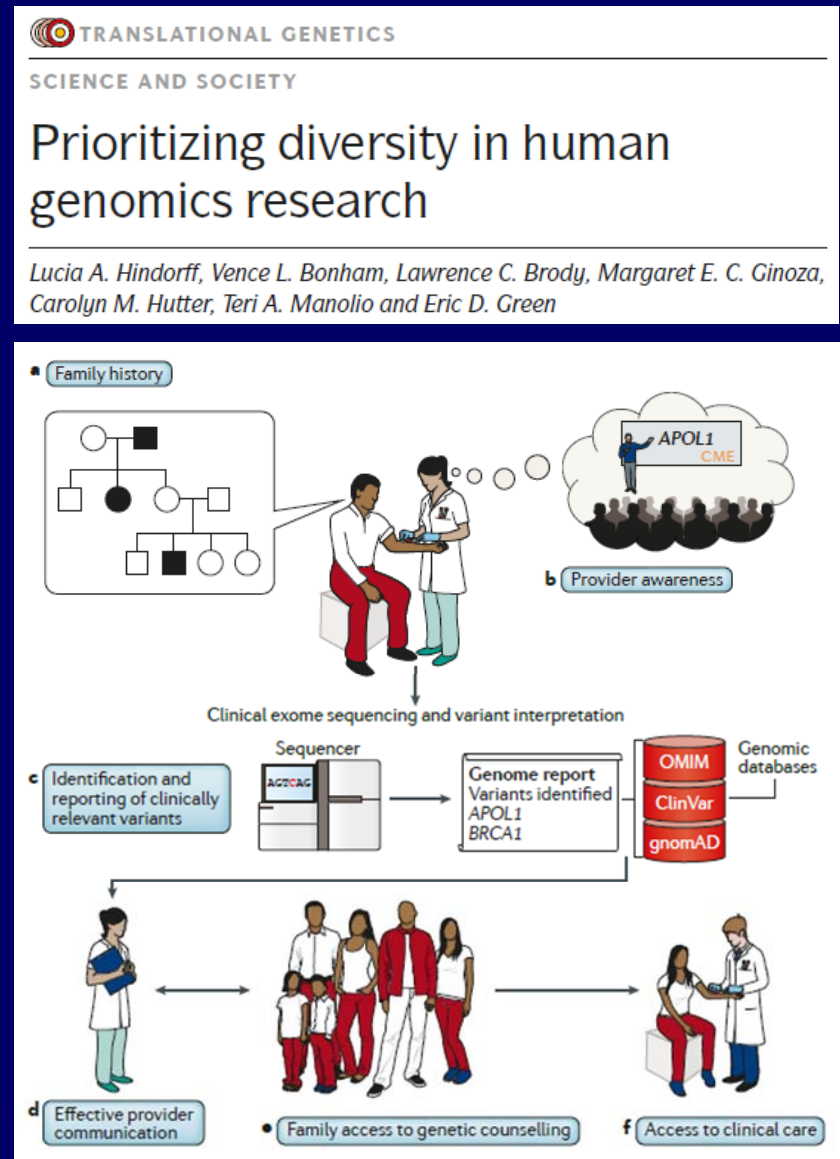 TRANSLATIONAL GENETICS
SCIENCE AND SOCIETY
Prioritizing diversity in human
genomics research
Lucia A. Hindorff, Vence L. Bonham, Lawrence C. Brody, Margaret E. C. Ginoza,
Carolyn M. Hutter, Teri A. Manolio and Eric D. Green
a Family history
APOL1
CME
b Provider awareness
Clinical exome sequencing and variant interpretation
c Identification and
reporting of clinically
relevant variants
Sequencer
AGTCAG
Genome report
Variants identified
APOL1
BRCA1
OMIM
ClinVar
gnomAD
Genomic
databases
d Effective provider
communication
e Family access to genetic counselling
f Access to clinical care